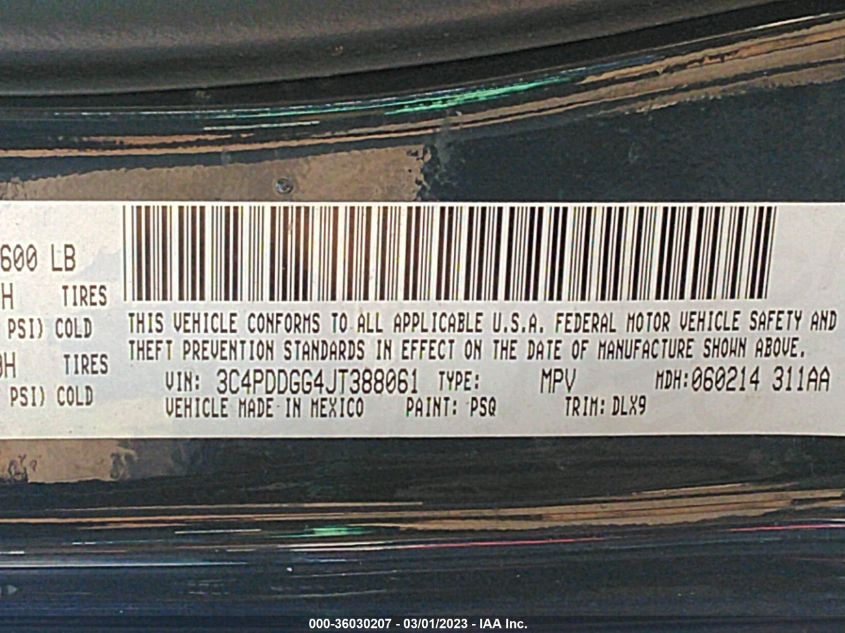 600 LB
H TIRES
PSI) COLD
0H TIRES
PSI) COLD
THIS VEHICLE CONFORMS TO ALL APPLICABLE U.S.A. FEDERAL MOTOR VEHICLE SAFETY AND
THEFT PREVENTION STANDARDS IN EFFECT ON THE DATE OF MANUFACTURE SHOWN ABOVE.
VIN: 3C4PDDGG4JT388061 TYPE: MPV MDH:060214 311AA
VEHICLE MADE IN MEXICO PAINT: PSQ TRIM: DLX9
000-36030207 - 03/01/2023 - IAA Inc.